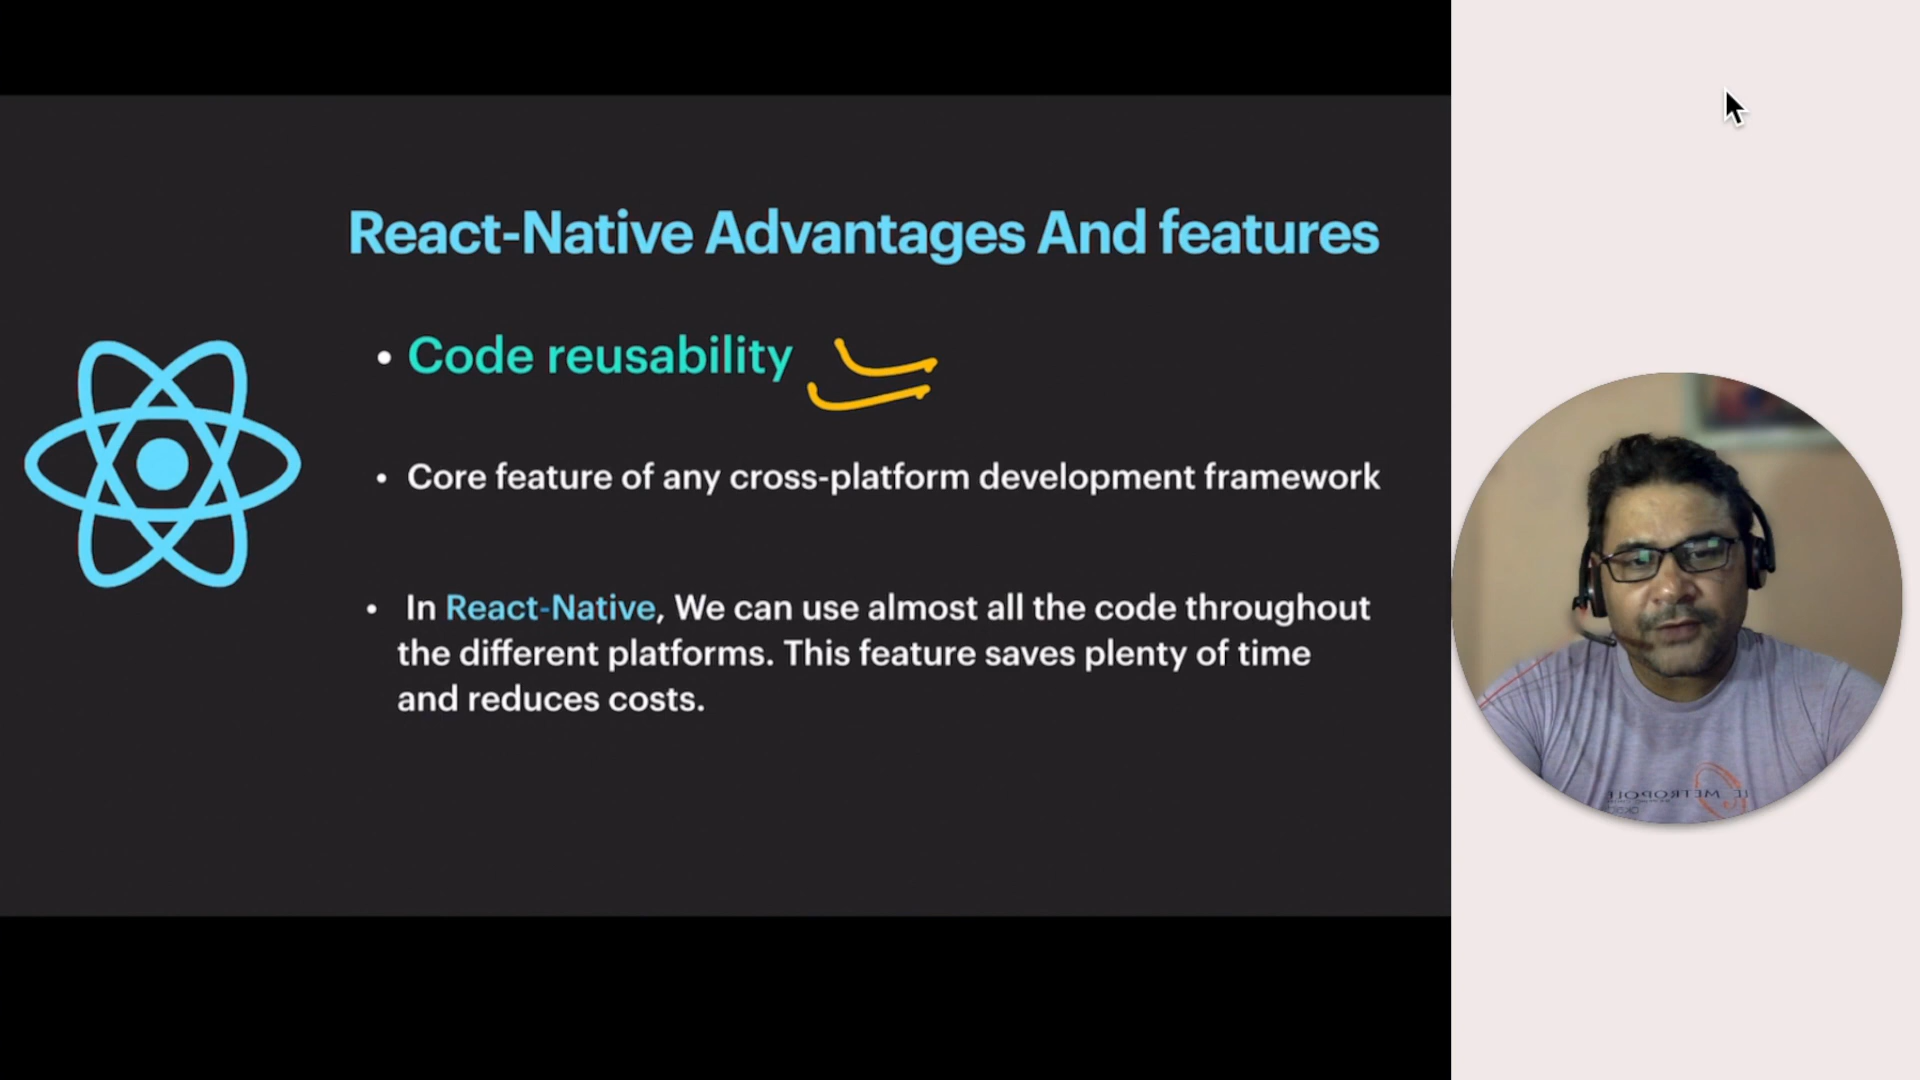 React-Native Advantages And features
• Code reusability
• Core feature of any cross-platform development framework
• In React-Native, We can use almost all the code throughout
the different platforms. This feature saves plenty of time
and reduces costs.
METROPOLE